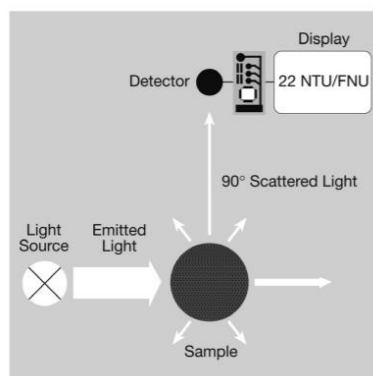 Display
Detector
22 NTU/FNU
90° Scattered Light
Light
Source
Emitted
Light
Sample